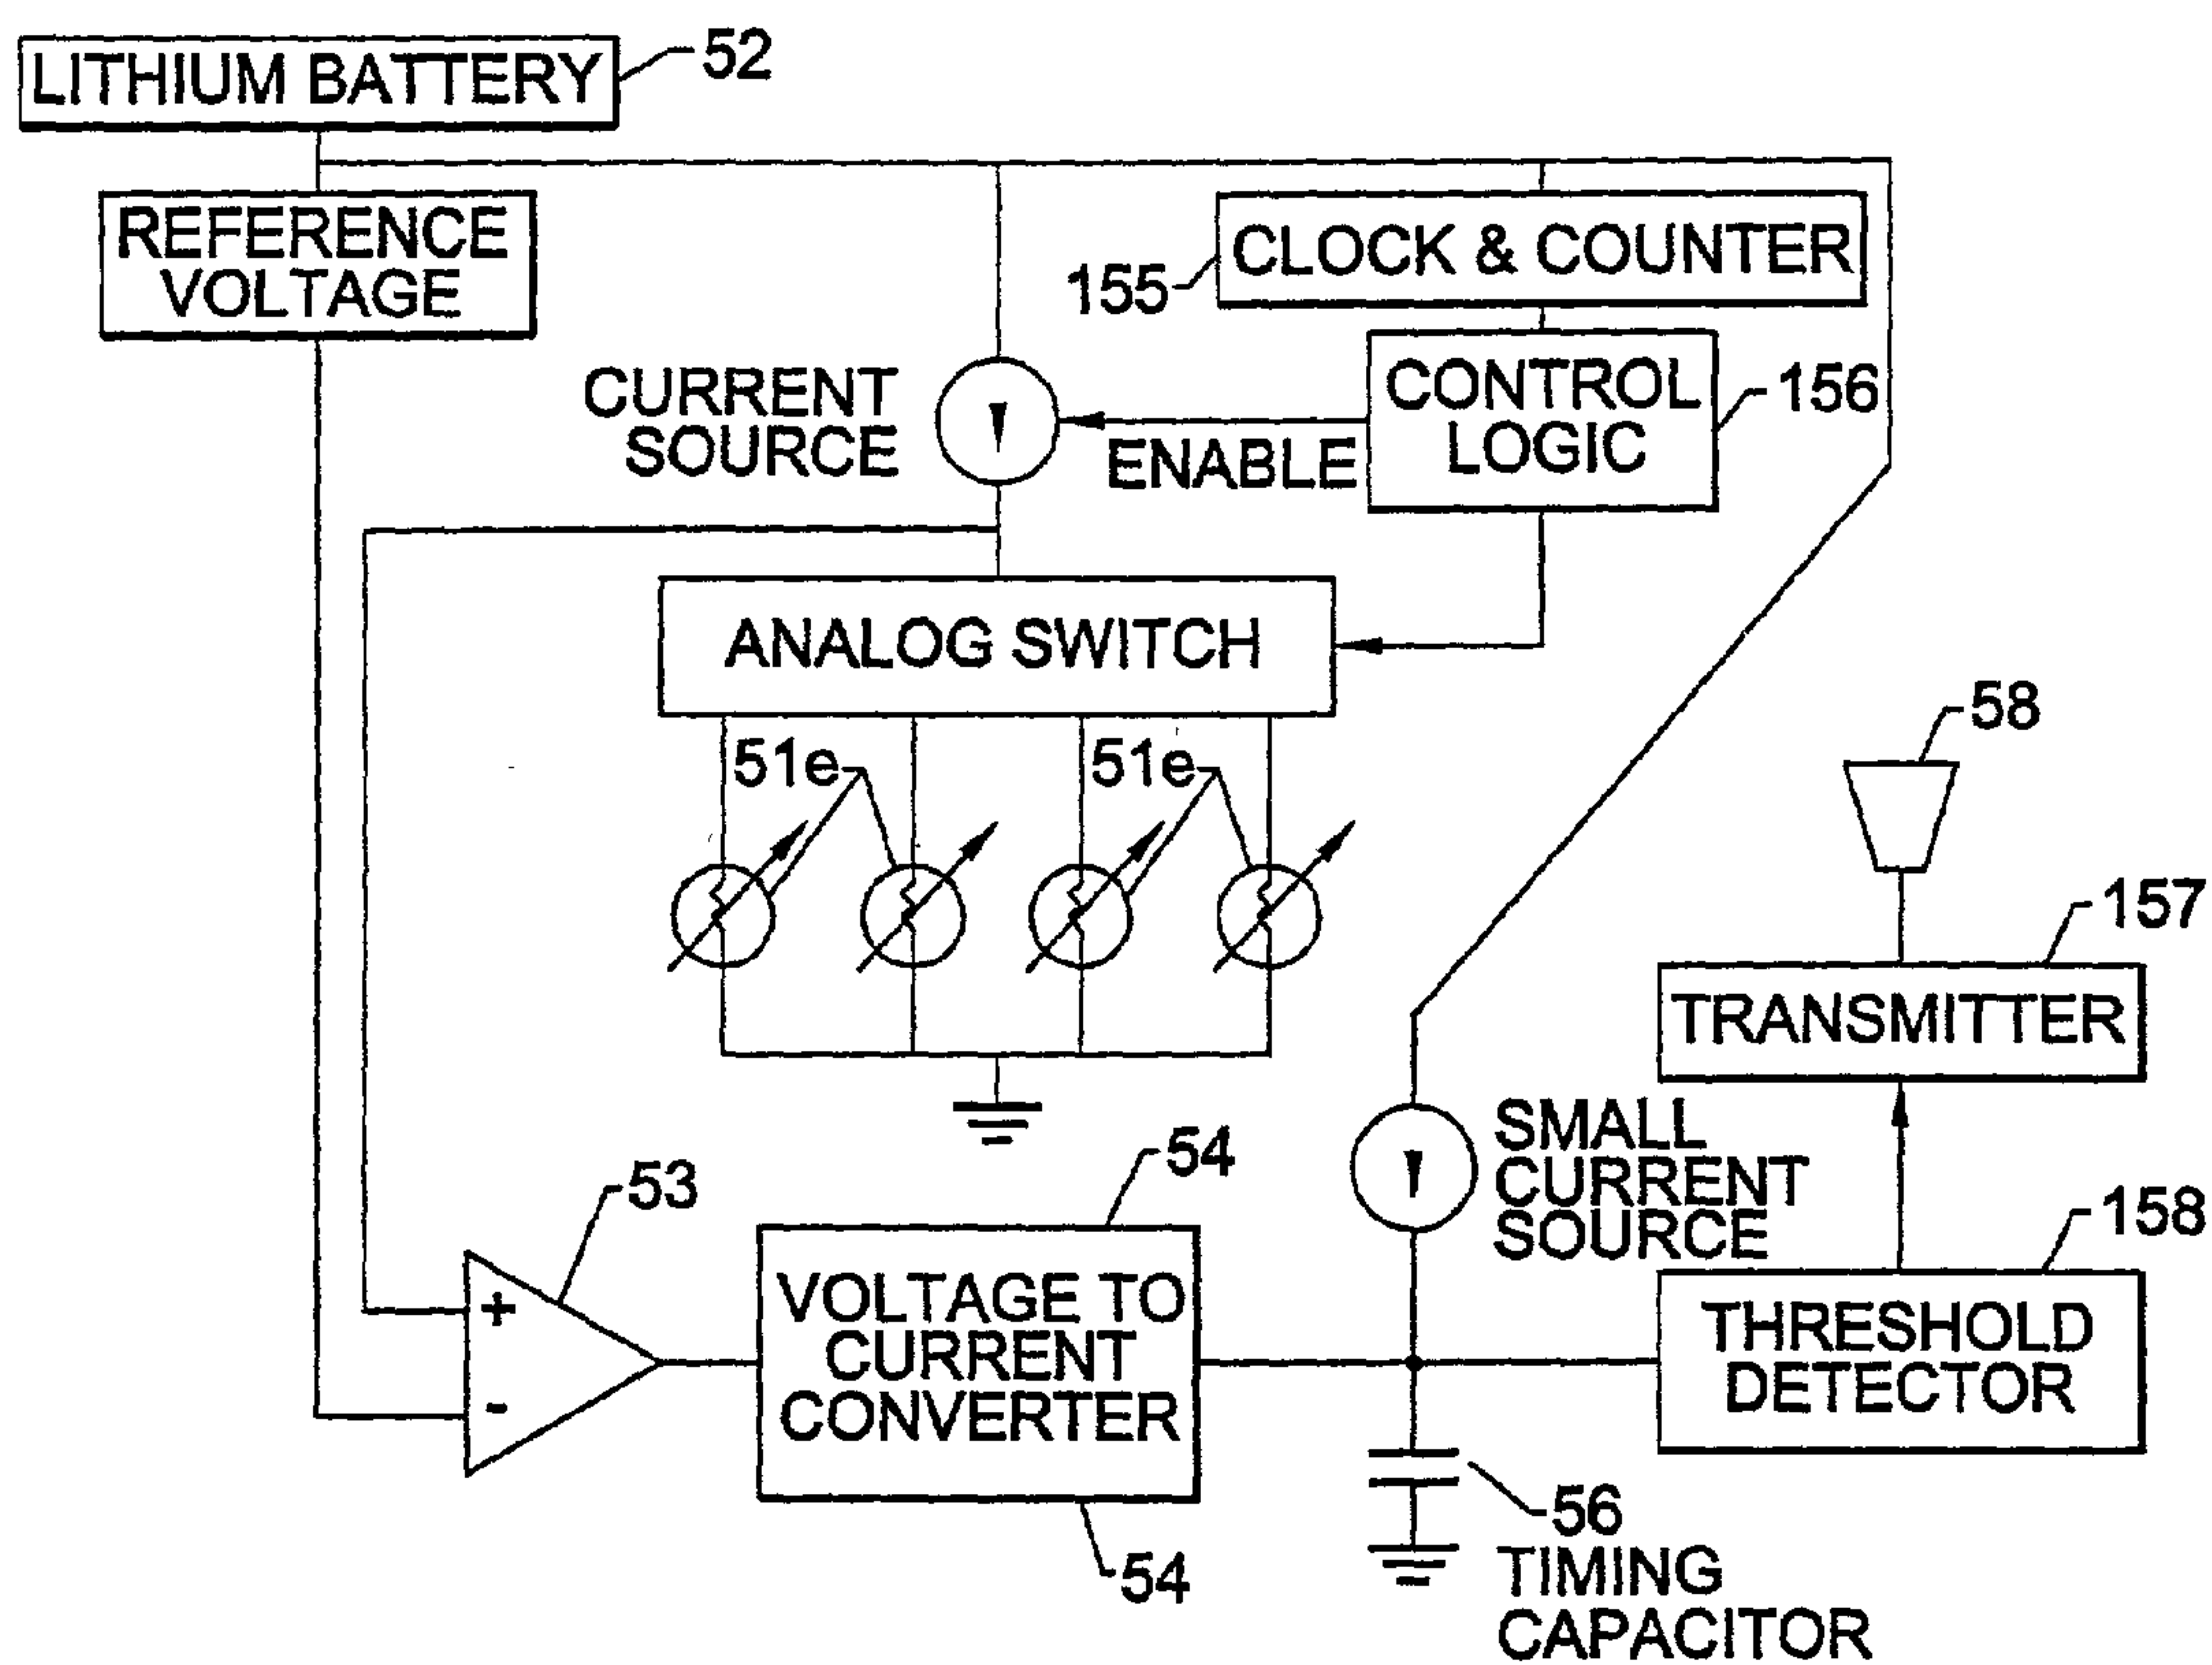 LITHIUM BATTERY
52
REFERENCE
VOLTAGE
CLOCK & COUNTER
155
CURRENT
SOURCE
ENABLE
CONTROL
LOGIC
156
ANALOG SWITCH
51e
51e
58
157
TRANSMITTER
SMALL
CURRENT
SOURCE
158
THRESHOLD
DETECTOR
53
+
-
54
VOLTAGE TO
CURRENT
CONVERTER
54
56
TIMING
CAPACITOR